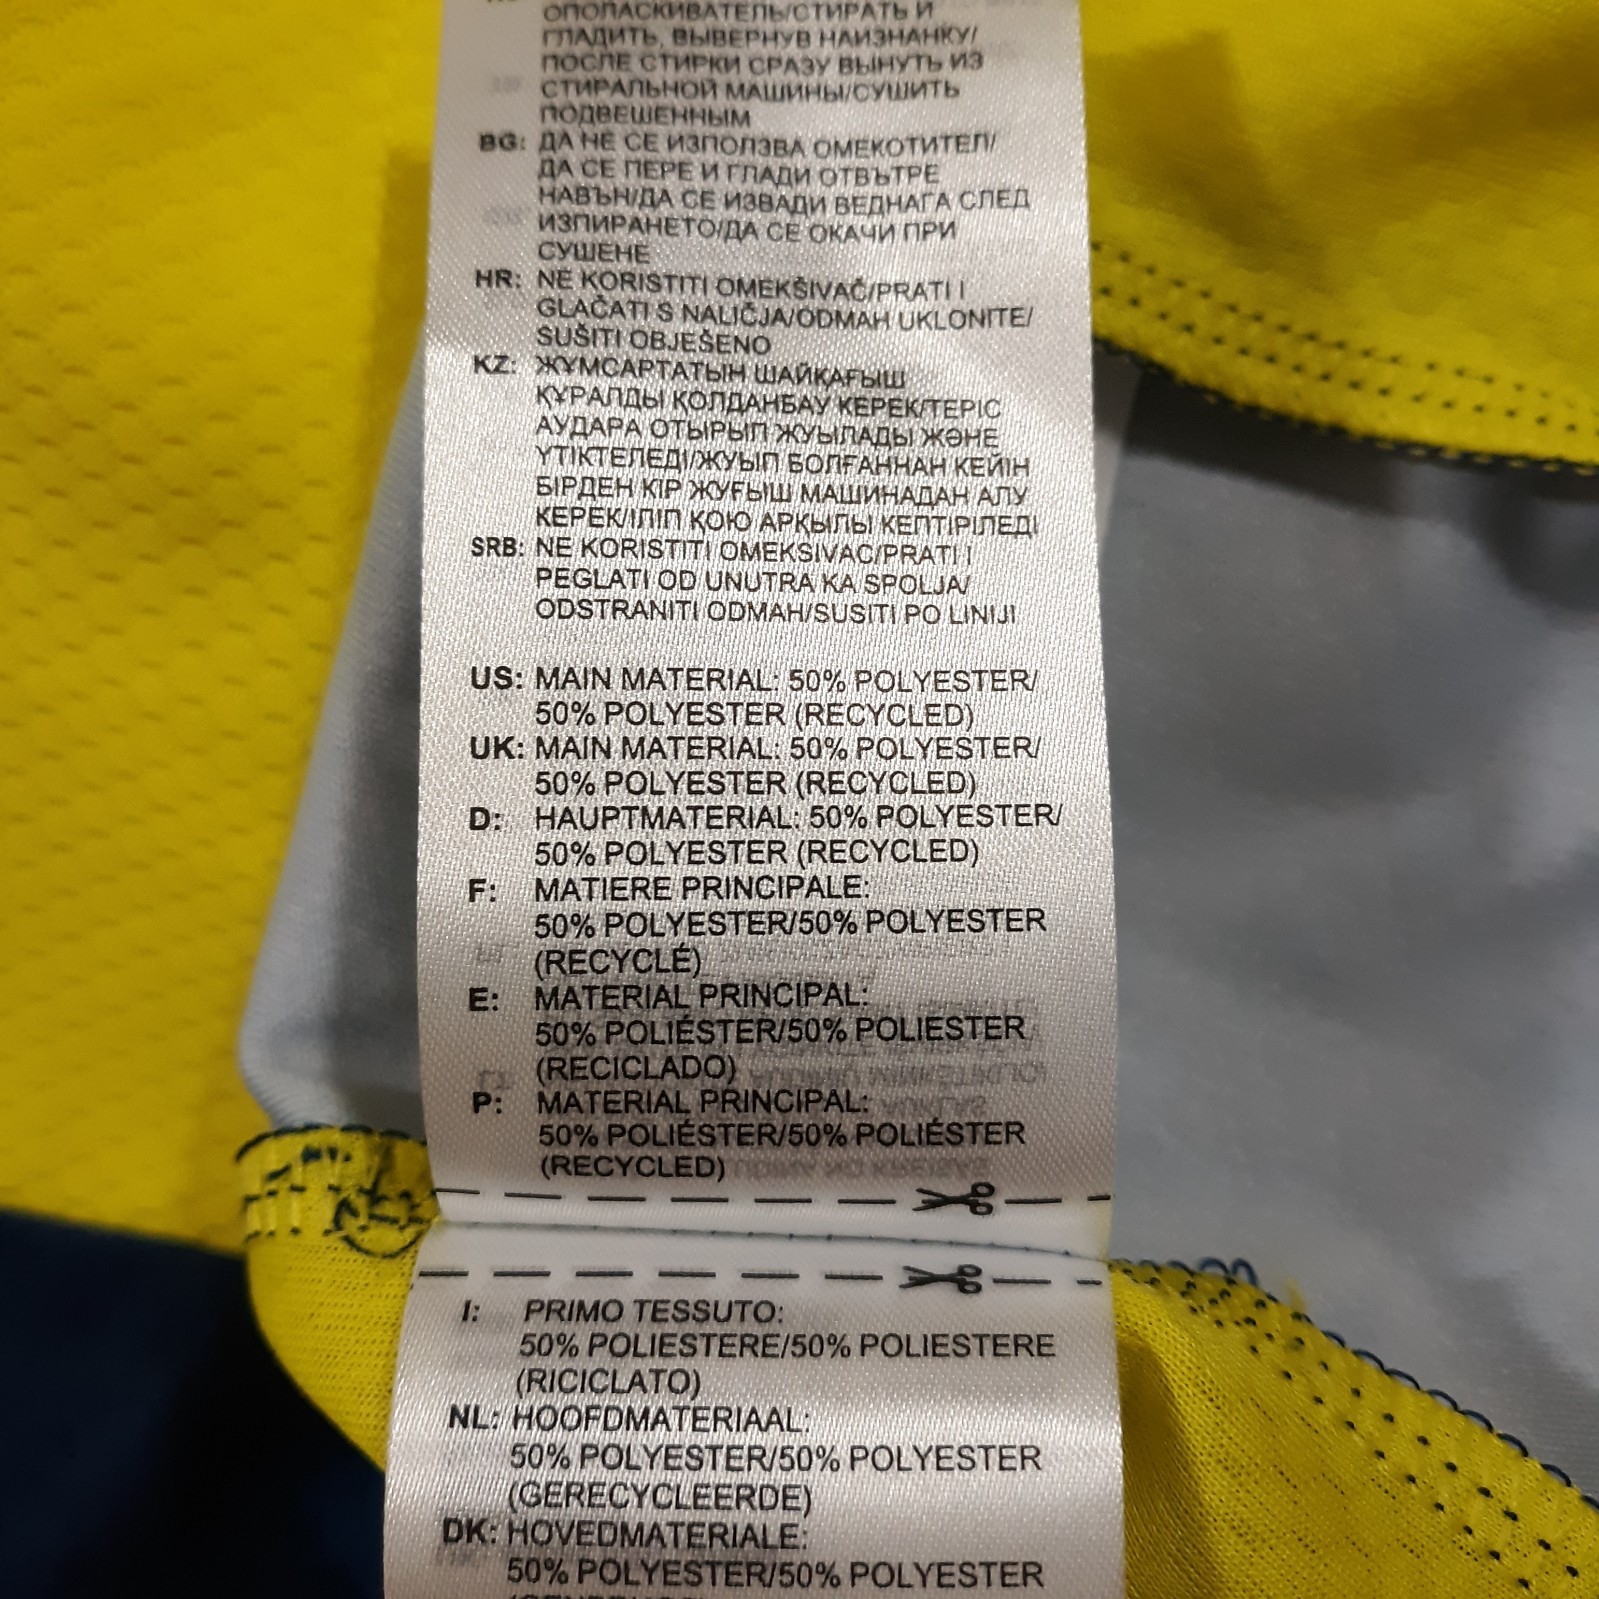 ОПОЛАСКИВАТЕЛЬ/СТИРАТЬ И
ГЛАДИТЬ, ВЫВЕРНУВ НАИЗНАНКУ/
ПОСЛЕ СТИРКИ СРАЗУ ВЫНУТЬ ИЗ
СТИРАЛЬНОЙ МАШИНЫ/СУШИТЬ
ПОДВЕШЕННЫМ
BG: ДА НЕ СЕ ИЗПОЛЗВА ОМЕКОТИТЕЛ/
ДА СЕ ПЕРЕ И ГЛАДИ ОТВЪТРЕ
НАВЪН/ДА СЕ ИЗВАДИ ВЕДНАГА СЛЕД
ИЗПИРАНЕТО/ДА СЕ ОКАЧИ ПРИ
СУШЕНЕ
HR: NE KORISTITI OMEKŠIVAČ/PRATI I
GLAČATI S NALIČJA/ODMAH UKLONITE/
SUŠITI OBJEŠENO
KZ: ЖҰМСАРТАТЫН ШАЙҚАҒЫШ
ҚҰРАЛДЫ ҚОЛДАНБАУ КЕРЕК/ТЕРІС
АУДАРА ОТЫРЫП ЖУЫЛАДЫ ЖӘНЕ
ҮТІКТЕЛЕДІ/ЖУЫП БОЛҒАННАН КЕЙІН
БІРДЕН КІР ЖУҒЫШ МАШИНАДАН АЛУ
КЕРЕК/ІЛІП ҚОЮ АРҚЫЛЫ КЕПТІРІЛЕДІ
SRB: NE KORISTITI OMEKSIVAC/PRATI I
PEGLATI OD UNUTRA KA SPOLJA/
ODSTRANITI ODMAH/SUSITI PO LINIJI
US: MAIN MATERIAL: 50% POLYESTER/
50% POLYESTER (RECYCLED)
UK: MAIN MATERIAL: 50% POLYESTER/
50% POLYESTER (RECYCLED)
D: HAUPTMATERIAL: 50% POLYESTER/
50% POLYESTER (RECYCLED)
F: MATIERE PRINCIPALE:
50% POLYESTER/50% POLYESTER
(RECYCLÉ)
E: MATERIAL PRINCIPAL:
50% POLIÉSTER/50% POLIESTER
(RECICLADO)
P: MATERIAL PRINCIPAL:
50% POLIÉSTER/50% POLIÉSTER
(RECYCLED)
I: PRIMO TESSUTO:
50% POLIESTERE/50% POLIESTERE
(RICICLATO)
NL: HOOFDMATERIAAL:
50% POLYESTER/50% POLYESTER
(GERECYCLEERDE)
DK: HOVEDMATERIALE:
50% POLYESTER/50% POLYESTER